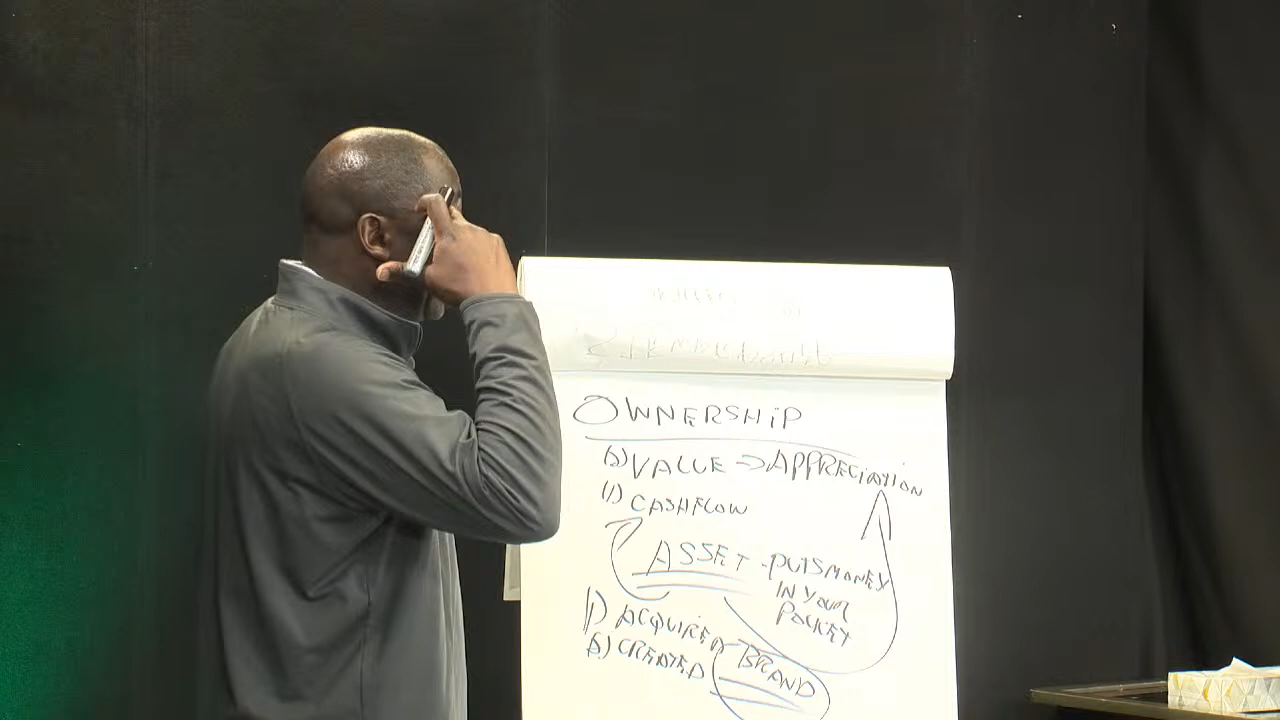 OWNERSHIP
2) VALUE → APPRECIATION
(1) CASHFLOW
ASSET - PUTS MONEY
IN YOUR
POCKET
1) ACQUIRED
2) CREATED
BRAND